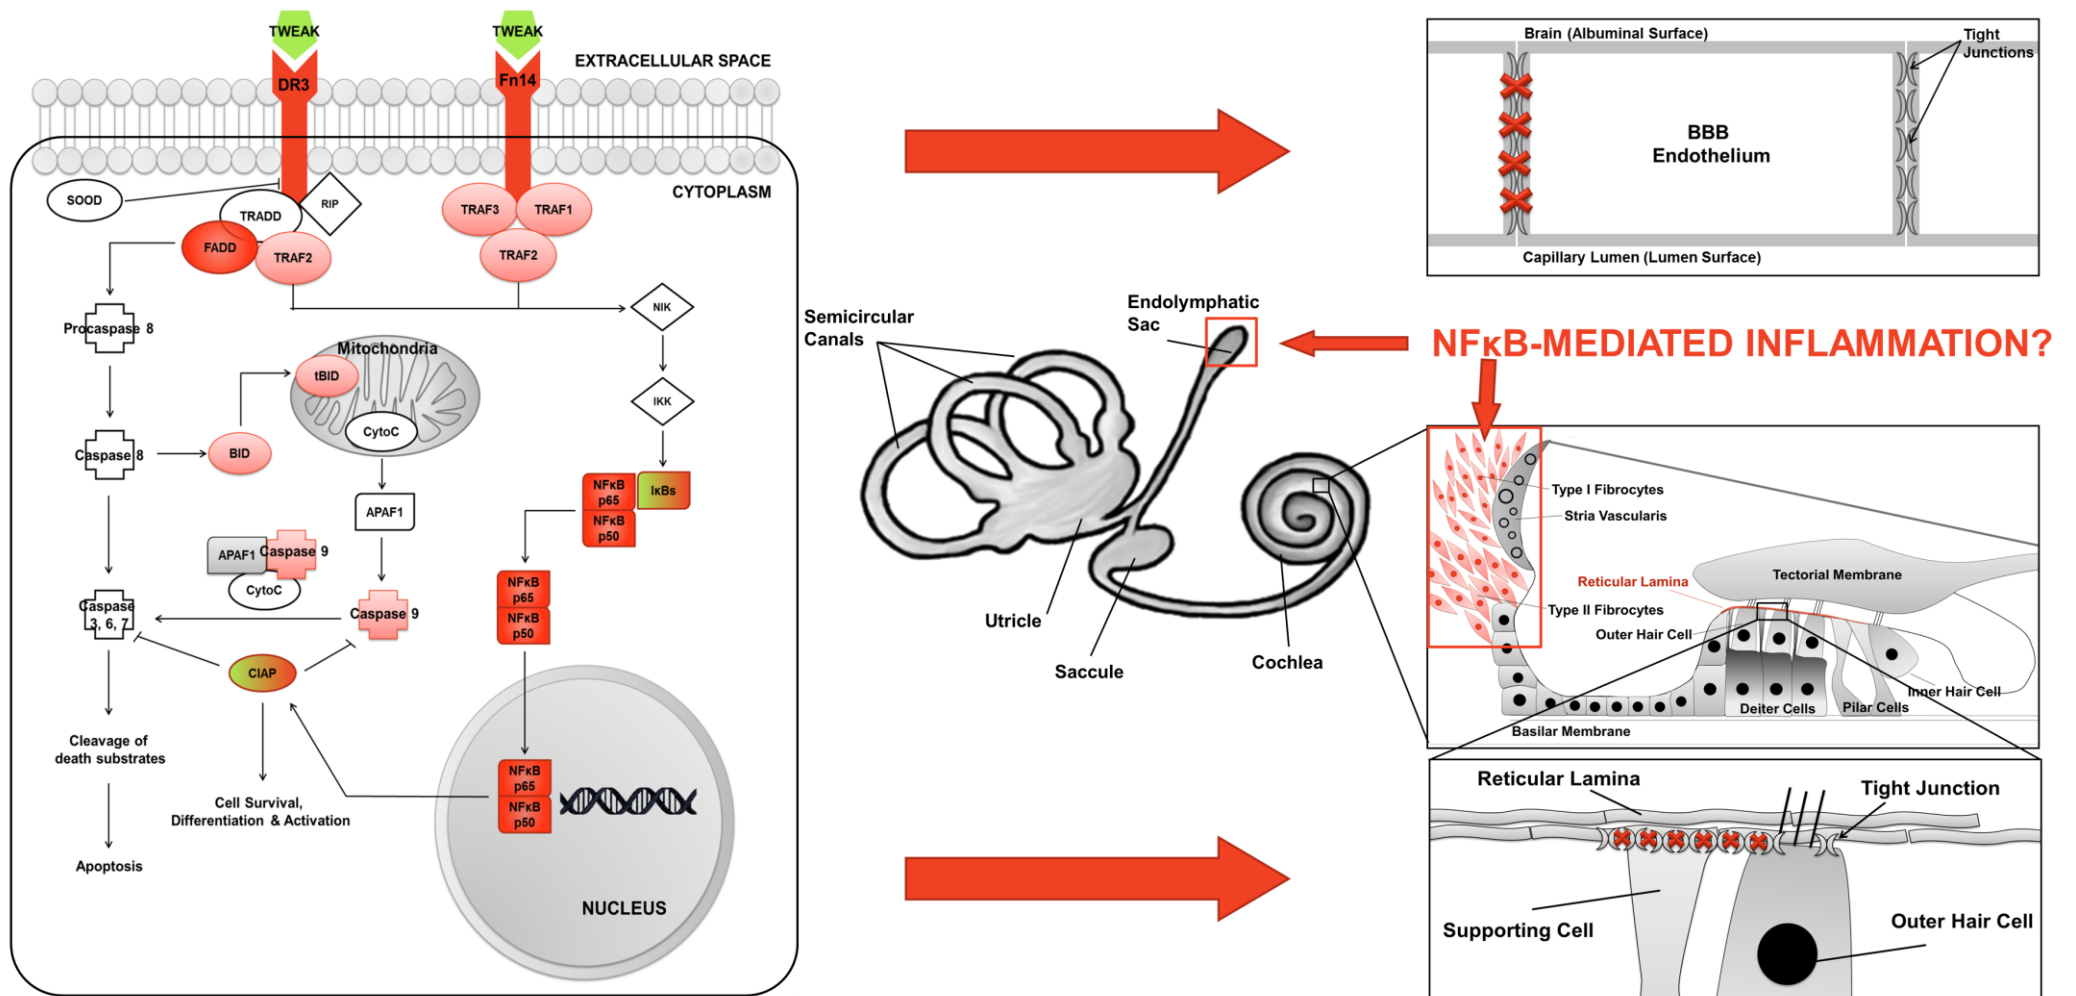 TWEAK
TWEAK
DR3
Fn14
EXTRACELLULAR SPACE
CYTOPLASM
SOOD
TRADD
RIP
FADD
TRAF2
TRAF3
TRAF1
TRAF2
Procaspase 8
NIK
Mitochondria
tBID
CytoC
IKK
Caspase 8
BID
APAF1
NFκB
p65
IκBs
NFκB
p50
APAF1
Caspase 9
CytoC
NFκB
p65
NFκB
p50
Caspase
3, 6, 7
Caspase 9
CIAP
Cleavage of
death substrates
Cell Survival,
Differentiation & Activation
Apoptosis
NFκB
p65
NFκB
p50
NUCLEUS
Brain (Albuminal Surface)
Tight
Junctions
BBB
Endothelium
Capillary Lumen (Lumen Surface)
Semicircular
Canals
Endolymphatic
Sac
NFκB-MEDIATED INFLAMMATION?
Utricle
Saccule
Cochlea
Type I Fibrocytes
Stria Vascularis
Reticular Lamina
Tectorial Membrane
Type II Fibrocytes
Outer Hair Cell
Inner Hair Cell
Deiter Cells
Pilar Cells
Basilar Membrane
Reticular Lamina
Tight Junction
Supporting Cell
Outer Hair Cell